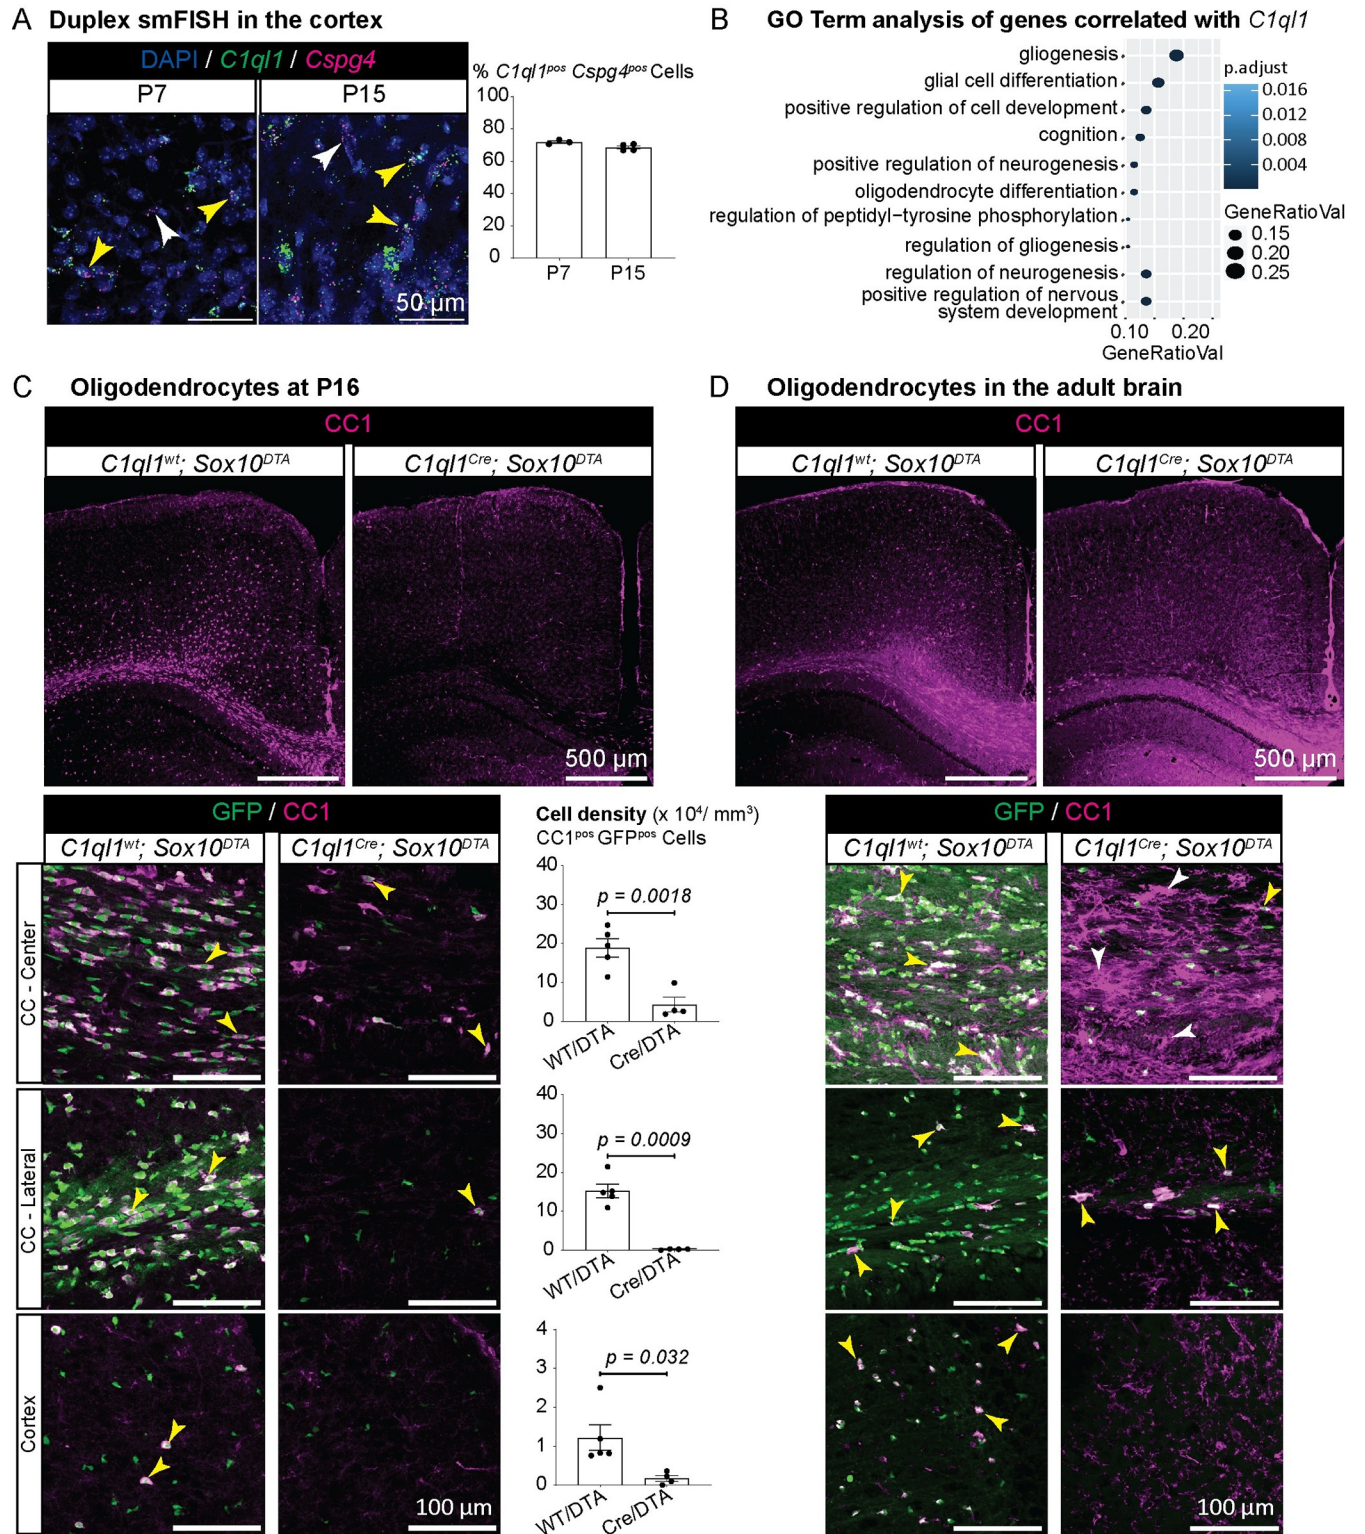 A Duplex smFISH in the cortex
DAPI / C1ql1 / Cspg4
P7
P15
50 µm
% C1ql1pos Cspg4pos Cells
100
80
60
40
20
0
P7
P15
B GO Term analysis of genes correlated with C1ql1
gliogenesis
glial cell differentiation
positive regulation of cell development
cognition
positive regulation of neurogenesis
oligodendrocyte differentiation
regulation of peptidyl−tyrosine phosphorylation
regulation of gliogenesis
regulation of neurogenesis
positive regulation of nervous
system development
0.10 0.20
GeneRatioVal
p.adjust
0.016
0.012
0.008
0.004
GeneRatioVal
0.15
0.20
0.25
C Oligodendrocytes at P16
CC1
C1ql1wt; Sox10DTA
C1ql1Cre; Sox10DTA
500 µm
GFP / CC1
C1ql1wt; Sox10DTA
C1ql1Cre; Sox10DTA
CC - Center
CC - Lateral
Cortex
100 µm
Cell density (x 10⁴/ mm³)
CC1pos GFPpos Cells
40
30
20
10
0
p = 0.0018
WT/DTA
Cre/DTA
40
30
20
10
0
p = 0.0009
WT/DTA
Cre/DTA
4
3
2
1
0
p = 0.032
WT/DTA
Cre/DTA
D Oligodendrocytes in the adult brain
CC1
C1ql1wt; Sox10DTA
C1ql1Cre; Sox10DTA
500 µm
GFP / CC1
C1ql1wt; Sox10DTA
C1ql1Cre; Sox10DTA
100 µm